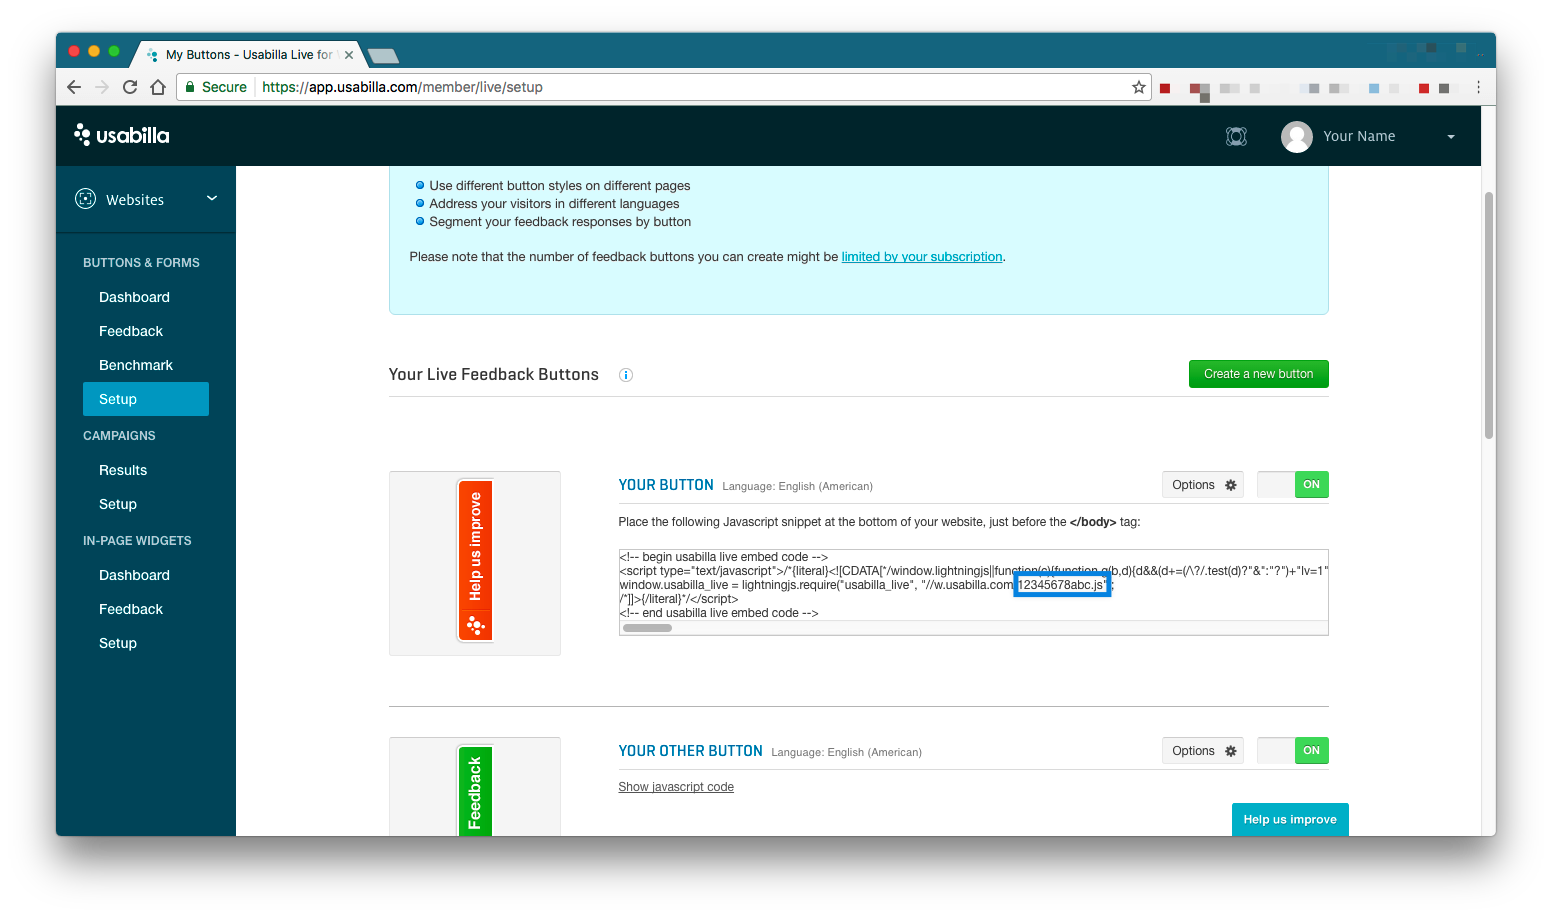 My Buttons - Usabilla Live for
Secure https://app.usabilla.com/member/live/setup
usabilla
Your Name
Websites
BUTTONS & FORMS
Dashboard
Feedback
Benchmark
Setup
CAMPAIGNS
Results
Setup
IN-PAGE WIDGETS
Dashboard
Feedback
Setup
Use different button styles on different pages
Address your visitors in different languages
Segment your feedback responses by button
Please note that the number of feedback buttons you can create might be limited by your subscription.
Your Live Feedback Buttons
Create a new button
Help us improve
YOUR BUTTON Language: English (American)
Options ON
Place the following Javascript snippet at the bottom of your website, just before the </body> tag:
<!-- begin usabilla live embed code -->
<script type="text/javascript">/*{literal}<![CDATA[*/window.lightningjs||function(c){function g(b,d){d&&(d+=(/\?/.test(d)?"&":"?")+"lv=1"
window.usabilla_live = lightningjs.require("usabilla_live", "//w.usabilla.com/12345678abc.js");
/*]]>{/literal}*/</script>
<!-- end usabilla live embed code -->
Feedback
YOUR OTHER BUTTON Language: English (American)
Options ON
Show javascript code
Help us improve